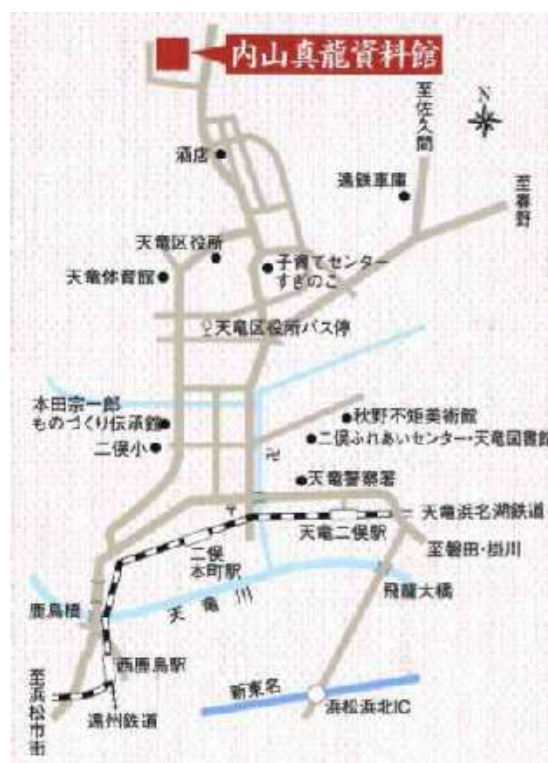 内山真龍資料館
至佐久間
N
酒店
遠鉄車庫
至春野
天竜区役所
子育てセンター
すぎのこ
天竜体育館
天竜区役所バス停
本田宗一郎
ものづくり伝承館
秋野不矩美術館
二俣ふれあいセンター・天竜図書館
二俣小
卍
天竜警察署
〒
天竜浜名湖鉄道
天竜二俣駅
二俣
本町駅
至磐田・掛川
天竜川
飛龍大橋
鹿島橋
西鹿島駅
至浜松市街
新東名
浜松浜北IC
遠州鉄道